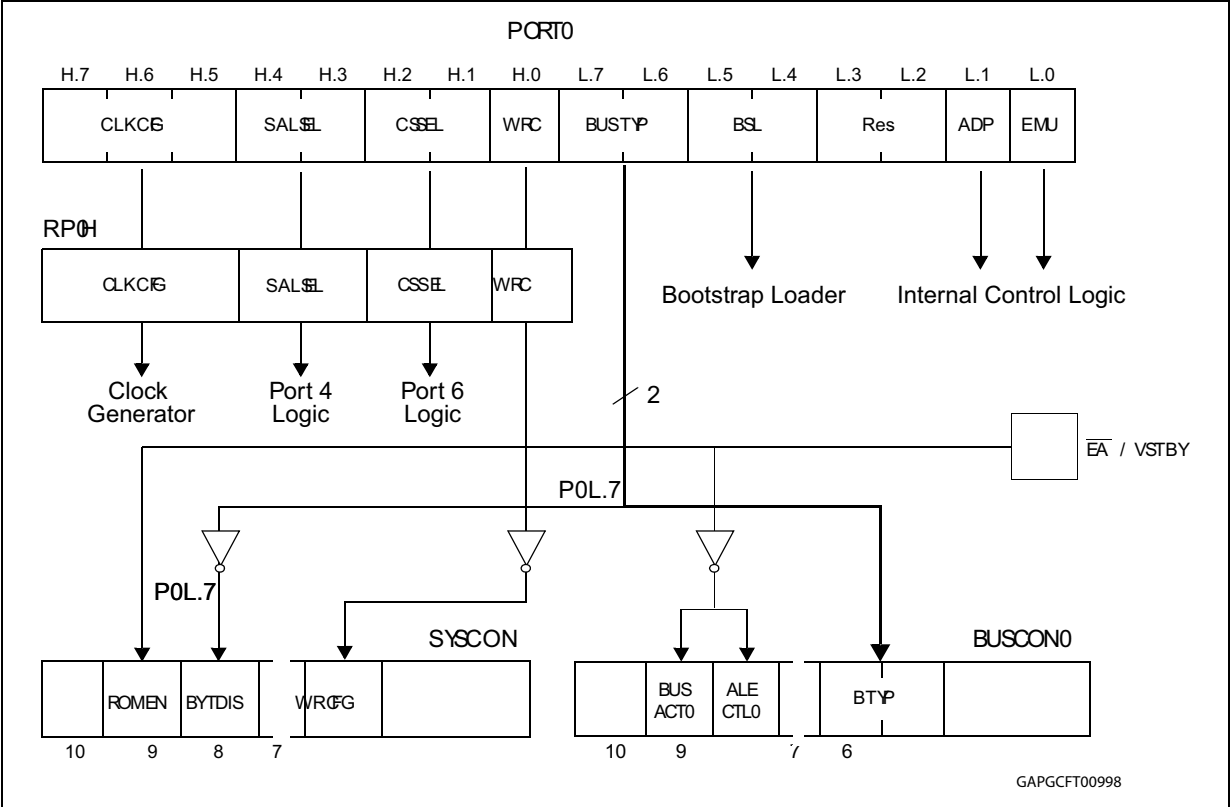 PORT0
H.7 H.6 H.5 H.4 H.3 H.2 H.1 H.0 L.7 L.6 L.5 L.4 L.3 L.2 L.1 L.0
CLKCFG SALSEL CSSEL WRC BUSTYP BSL Res ADP EMU
RP0H
CLKCFG SALSEL CSSEL WRC
Bootstrap Loader Internal Control Logic
Clock Generator
Port 4 Logic
Port 6 Logic
2
EA / VSTBY
P0L.7
P0L.7
SYSCON BUSCON0
ROMEN BYTDIS WRCFG
BUS ACT0
ALE CTL0
BTYP
10 9 8 7 10 9 7 6
GAPGCFT00998